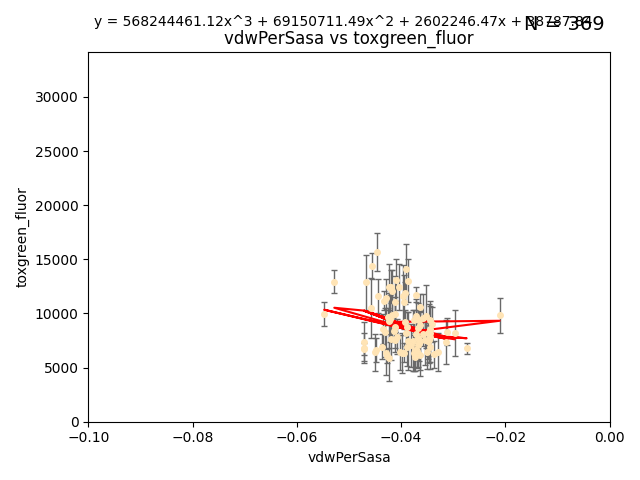 y = 568244461.12x^3 + 69150711.49x^2 + 2602246.47x +
N = 369
vdwPerSasa vs toxgreen_fluor
30000
25000
20000
15000
10000
5000
0
toxgreen_fluor
−0.10 −0.08 −0.06 −0.04 −0.02 0.00
vdwPerSasa